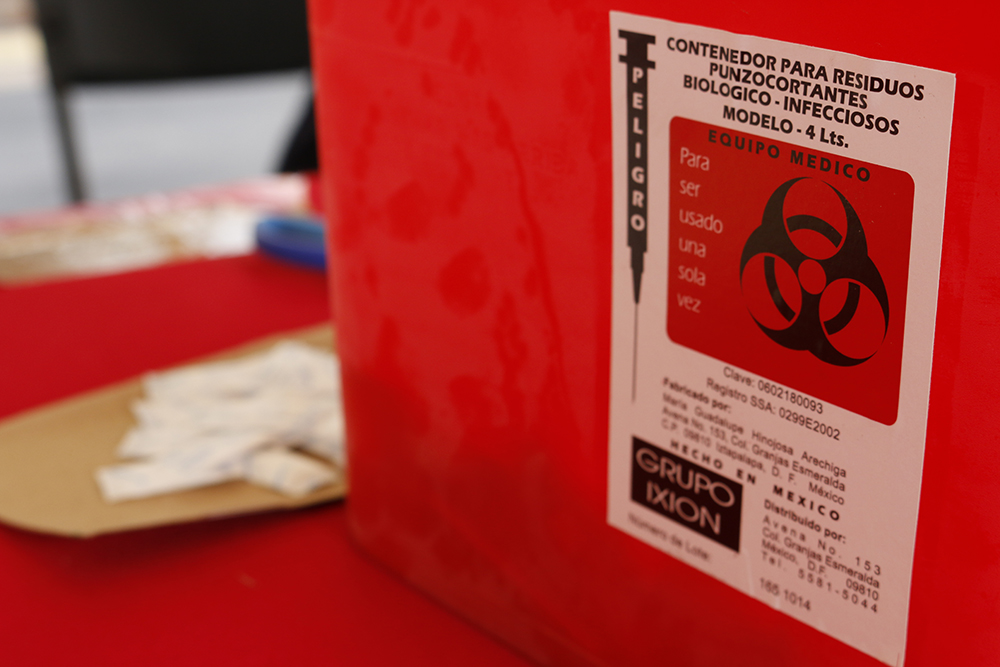 CONTENEDOR PARA RESIDUOS
PUNZOCORTANTES
BIOLOGICO - INFECCIOSOS
MODELO - 4 Lts.
PELIGRO
EQUIPO MEDICO
Para
ser
usado
una
sola
vez
Clave: 0602180093
Registro SSA: 0299E2002
Fabricado por:
María Guadalupe Hinojosa Arechiga
Avena No. 153, Col. Granjas Esmeralda
C.P. 09810 Iztapalapa, D. F. México
HECHO EN MEXICO
GRUPO
IXION
Distribuido por:
Avena No. 153
Col. Granjas Esmeralda
México, D.F. 09810
Tel. 5581-5044
Número de Lote:
165 1014